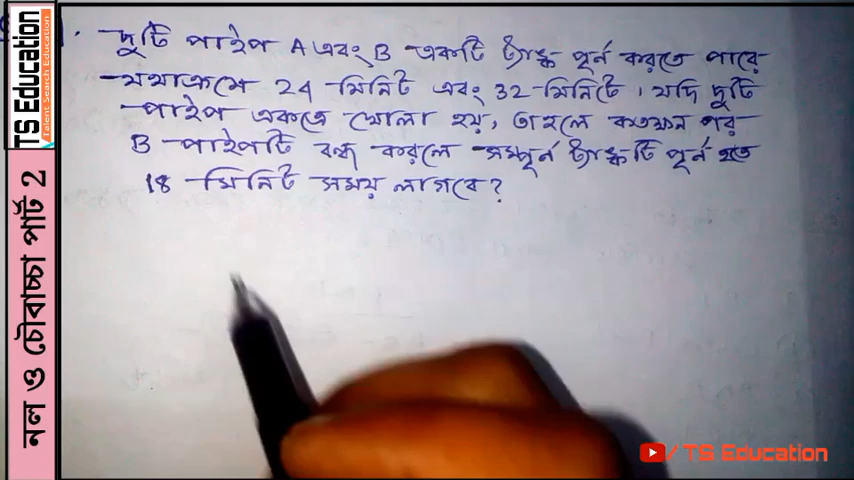 ১. দুটি পাইপ A এবং B একটি ট্যাঙ্ক পূর্ন করতে পারে
যথাক্রমে 24 মিনিট এবং 32 মিনিটে। যদি দুটি
পাইপ একত্রে খোলা হয়, তাহলে কতক্ষন পর
B পাইপটি বন্ধ করলে সম্পূর্ন ট্যাঙ্কটি পূর্ন হতে
18 মিনিট সময় লাগবে?
TS Education
Talent Search Education
নল ও চৌবাচ্চা পার্ট 2
/ TS Education